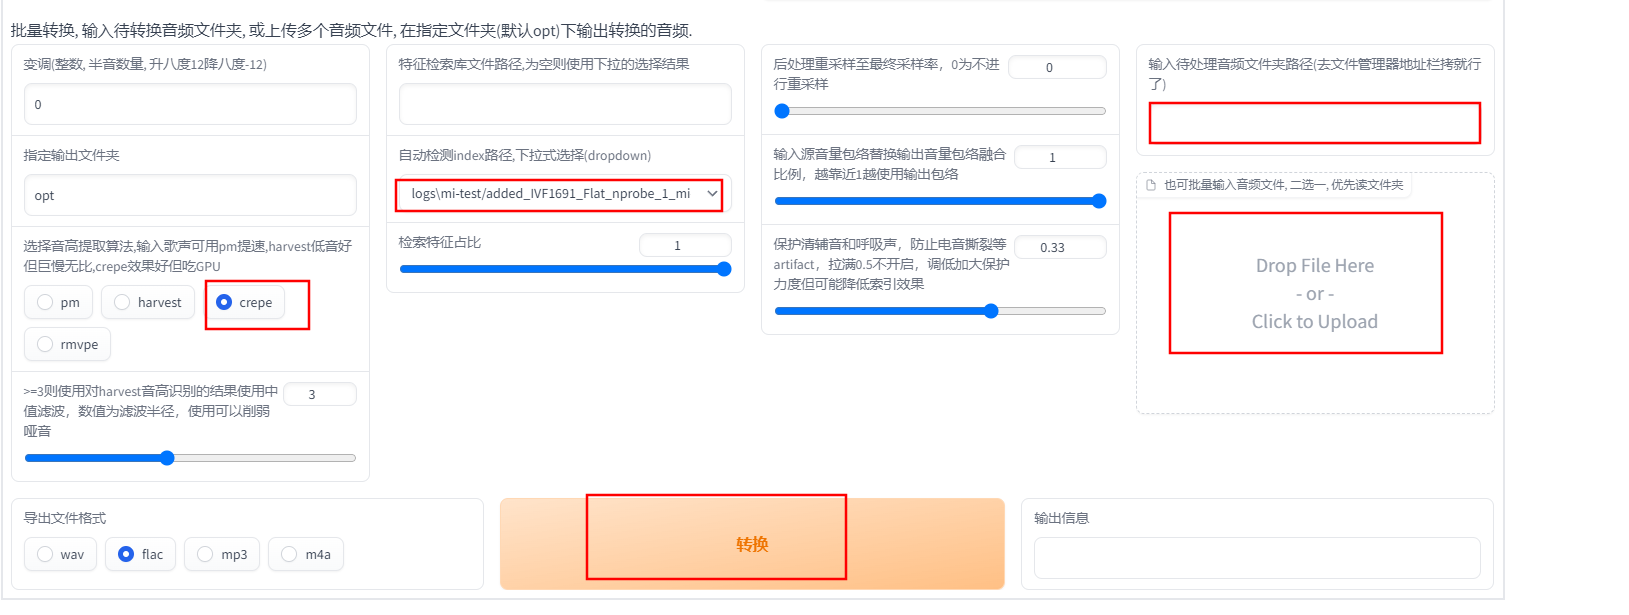 批量转换, 输入待转换音频文件夹, 或上传多个音频文件, 在指定文件夹(默认opt)下输出转换的音频.
变调(整数, 半音数量, 升八度12降八度-12)
0
指定输出文件夹
opt
选择音高提取算法,输入歌声可用pm提速,harvest低音好
但巨慢无比,crepe效果好但吃GPU
pm
harvest
crepe
rmvpe
>=3则使用对harvest音高识别的结果使用中
值滤波，数值为滤波半径，使用可以削弱
哑音
3
特征检索库文件路径,为空则使用下拉的选择结果
自动检测index路径,下拉式选择(dropdown)
logs\mi-test/added_IVF1691_Flat_nprobe_1_mi
检索特征占比
1
后处理重采样至最终采样率，0为不进
行重采样
0
输入源音量包络替换输出音量包络融合
比例，越靠近1越使用输出包络
1
保护清辅音和呼吸声，防止电音撕裂等
artifact，拉满0.5不开启，调低加大保护
力度但可能降低索引效果
0.33
输入待处理音频文件夹路径(去文件管理器地址栏拷就行
了)
也可批量输入音频文件, 二选一, 优先读文件夹
Drop File Here
- or -
Click to Upload
导出文件格式
wav
flac
mp3
m4a
转换
输出信息